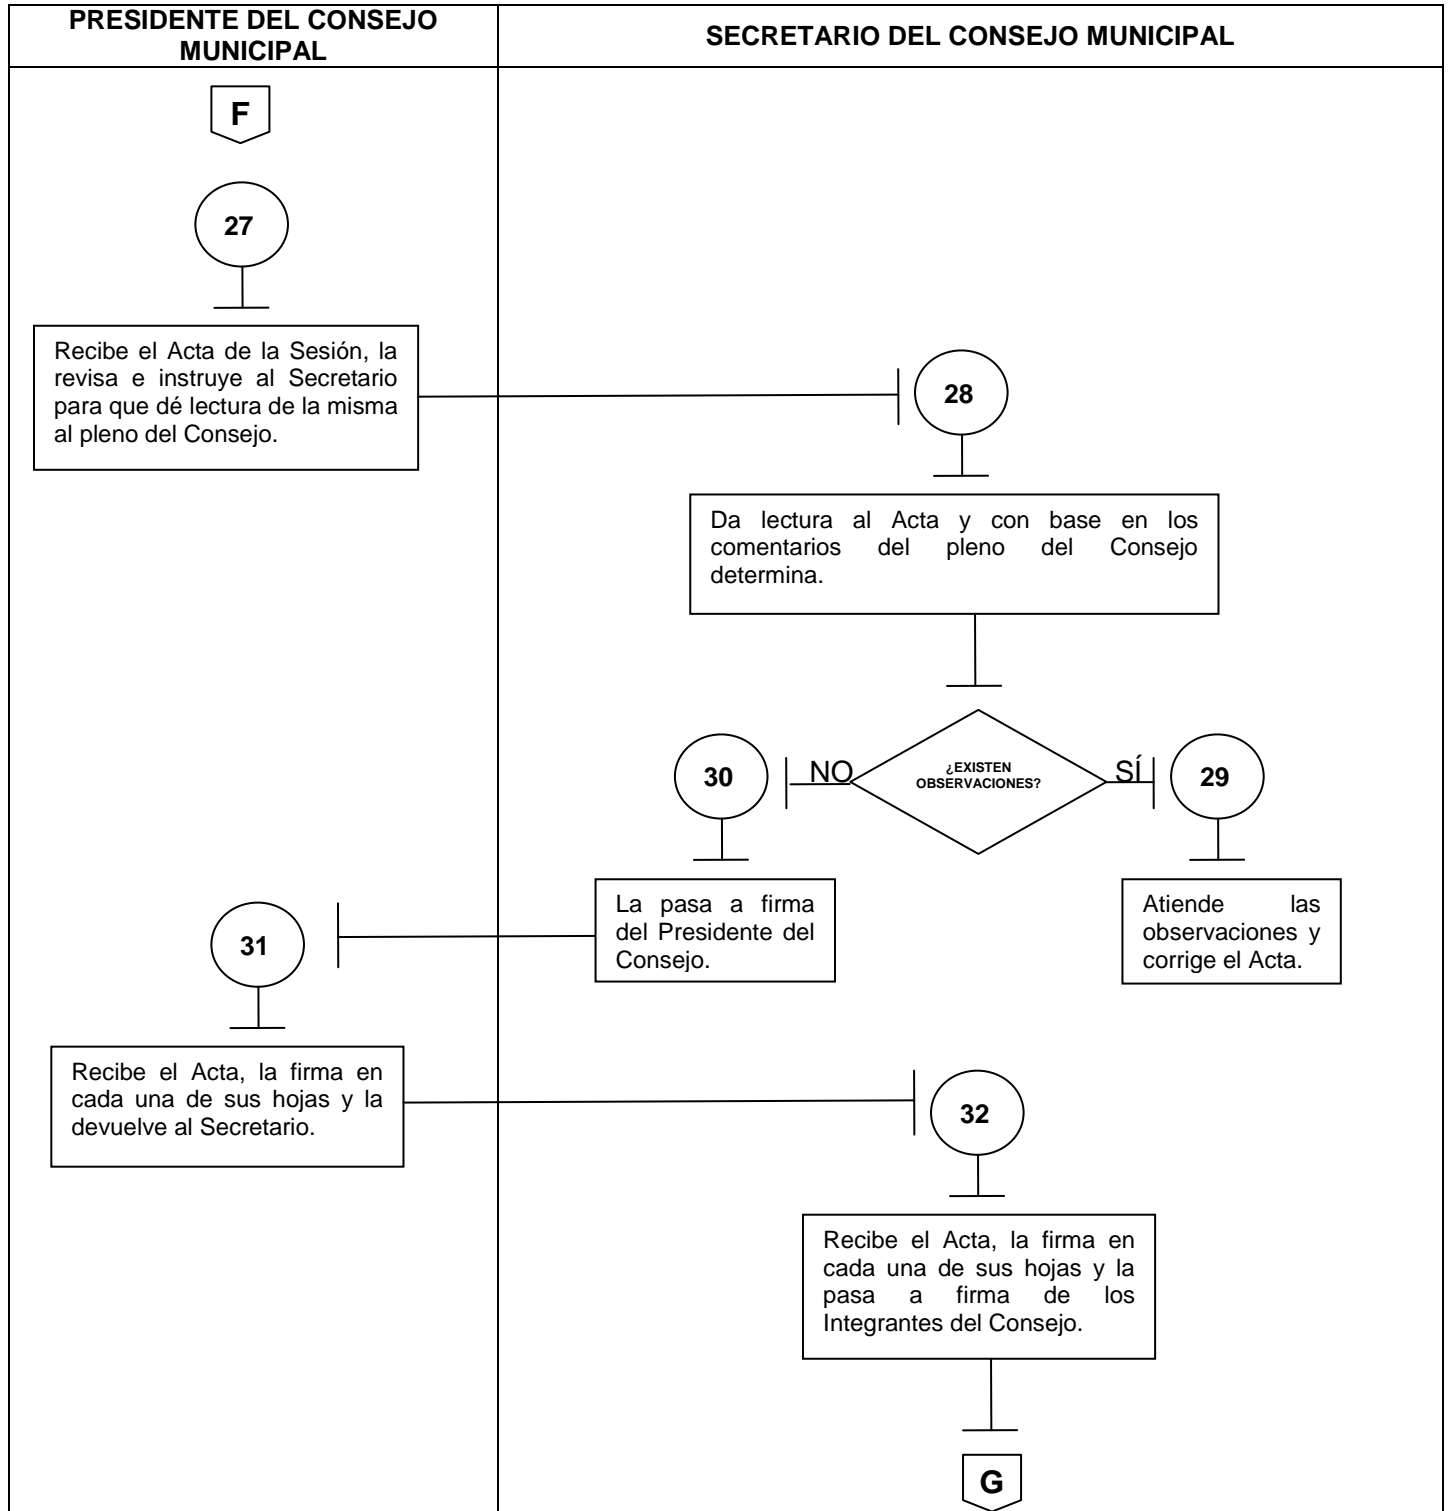 PRESIDENTE DEL CONSEJO
MUNICIPAL
SECRETARIO DEL CONSEJO MUNICIPAL
F
27
Recibe el Acta de la Sesión, la
revisa e instruye al Secretario
para que dé lectura de la misma
al pleno del Consejo.
28
Da lectura al Acta y con base en los
comentarios del pleno del Consejo
determina.
¿EXISTEN
OBSERVACIONES?
NO
SÍ
30
29
La pasa a firma
del Presidente del
Consejo.
Atiende las
observaciones y
corrige el Acta.
31
Recibe el Acta, la firma en
cada una de sus hojas y la
devuelve al Secretario.
32
Recibe el Acta, la firma en
cada una de sus hojas y la
pasa a firma de los
Integrantes del Consejo.
G